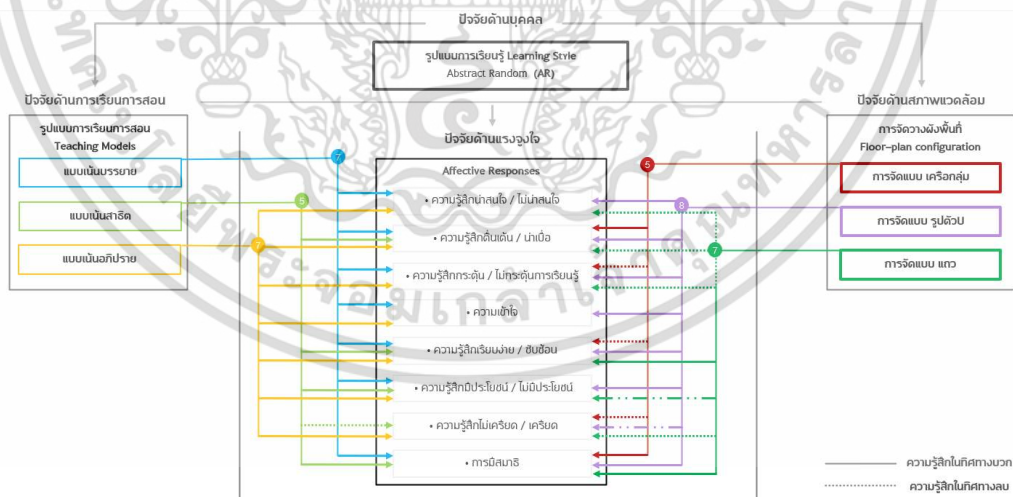 ปัจจัยด้านบุคคล
รูปแบบการเรียนรู้ Learning Style
Abstract Random (AR)
ปัจจัยด้านการเรียนการสอน
รูปแบบการเรียนการสอน
Teaching Models
แบบเน้นบรรยาย
แบบเน้นสาธิต
แบบเน้นอภิปราย
7
5
7
ปัจจัยด้านแรงจูงใจ
Affective Responses
• ความรู้สึกน่าสนใจ / ไม่น่าสนใจ
• ความรู้สึกตื่นเต้น / น่าเบื่อ
• ความรู้สึกกระตุ้น / ไม่กระตุ้นการเรียนรู้
• ความเข้าใจ
• ความรู้สึกเรียบง่าย / ซับซ้อน
• ความรู้สึกมีประโยชน์ / ไม่มีประโยชน์
• ความรู้สึกไม่เครียด / เครียด
• การมีสมาธิ
5
8
7
ปัจจัยด้านสภาพแวดล้อม
การจัดวางผังพื้นที่
Floor-plan configuration
การจัดแบบ เครือกลุ่ม
การจัดแบบ รูปตัวU
การจัดแบบ แถว
ความรู้สึกในทิศทางบวก
ความรู้สึกในทิศทางลบ